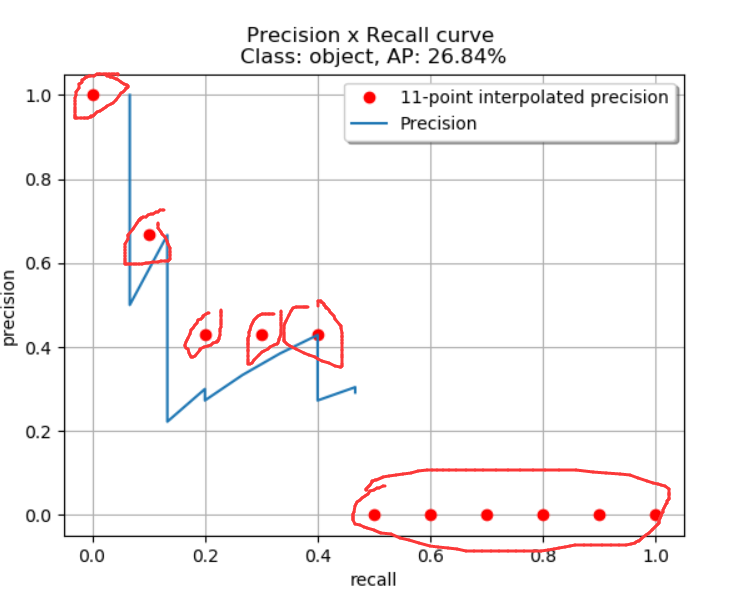 Precision x Recall curve
Class: object, AP: 26.84%
11-point interpolated precision
Precision
precision
1.0
0.8
0.6
0.4
0.2
0.0
0.0 0.2 0.4 0.6 0.8 1.0
recall